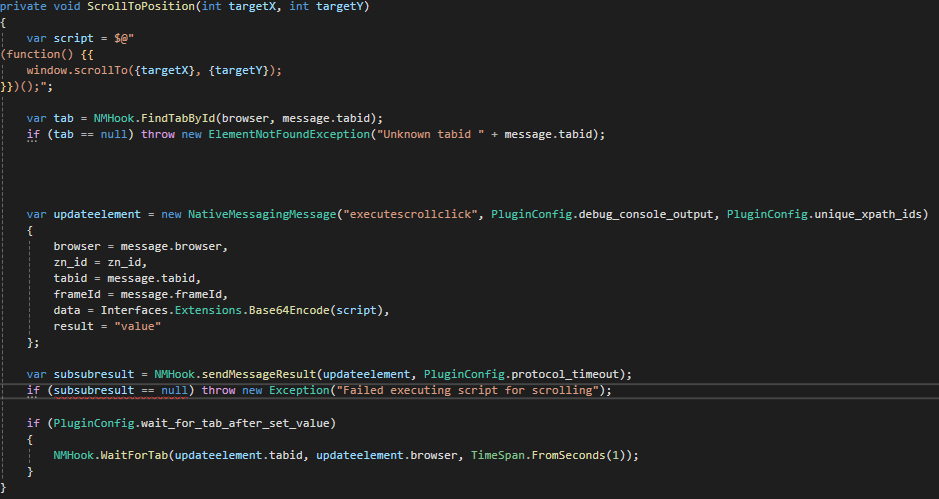 private void ScrollToPosition(int targetX, int targetY)
{
var script = $@"
(function() {{
window.scrollTo({targetX}, {targetY});
}})();";
var tab = NMHook.FindTabById(browser, message.tabid);
if (tab == null) throw new ElementNotFoundException("Unknown tabid " + message.tabid);
var updateelement = new NativeMessagingMessage("executescrollclick", PluginConfig.debug_console_output, PluginConfig.unique_xpath_ids)
{
browser = message.browser,
zn_id = zn_id,
tabid = message.tabid,
frameId = message.frameId,
data = Interfaces.Extensions.Base64Encode(script),
result = "value"
};
var subsubresult = NMHook.sendMessageResult(updateelement, PluginConfig.protocol_timeout);
if (subsubresult == null) throw new Exception("Failed executing script for scrolling");
if (PluginConfig.wait_for_tab_after_set_value)
{
NMHook.WaitForTab(updateelement.tabid, updateelement.browser, TimeSpan.FromSeconds(1));
}
}